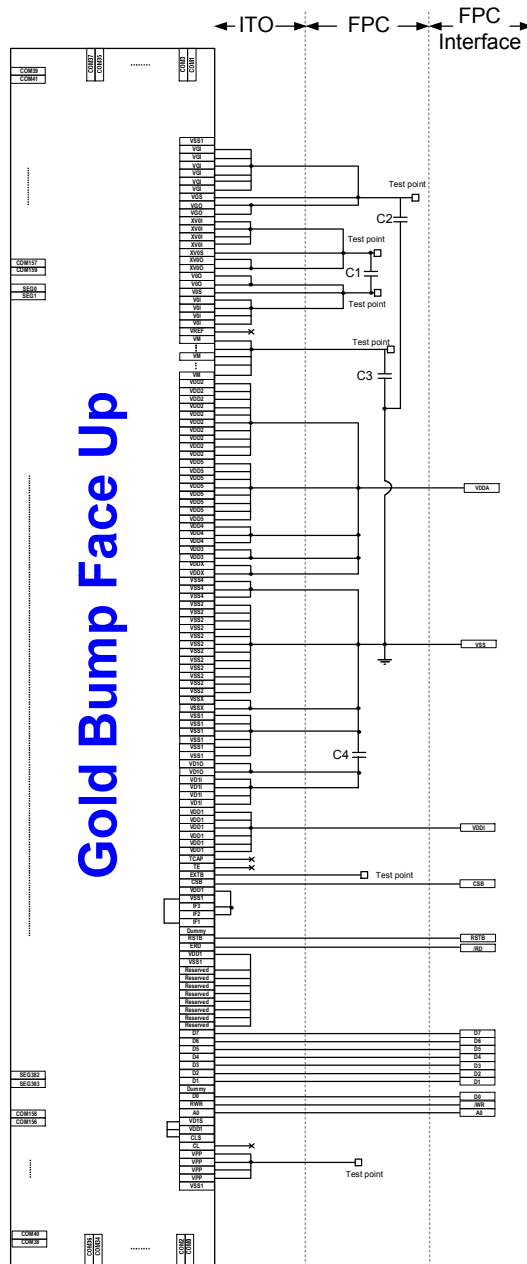 ITO
FPC
FPC
Interface
COM39
COM41
COM37
COM35
COM3
COM1
COM157
COM159
SEG0
SEG1
Gold Bump Face Up
SEG382
SEG383
COM158
COM156
COM40
COM38
COM36
COM34
COM2
COM0
VSS1
VGI
VGI
VGI
VGI
VGI
VGI
VGS
VGO
VGO
XV0I
XV0I
XV0I
XV0I
XV0S
XV0O
XV0O
V0O
V0O
V0S
V0I
V0I
V0I
V0I
VREF
VM
VM
VM
VDD2
VDD2
VDD2
VDD2
VDD2
VDD2
VDD2
VDD2
VDD2
VDD2
VDD5
VDD5
VDD5
VDD5
VDD5
VDD5
VDD5
VDD5
VDD4
VDD4
VDD4
VDD3
VDD3
VDDX
VDDX
VSS4
VSS4
VSS4
VSS2
VSS2
VSS2
VSS2
VSS2
VSS2
VSS2
VSS2
VSS2
VSS2
VSS2
VSS2
VSSX
VSSX
VSS1
VSS1
VSS1
VSS1
VSS1
VSS1
VD1O
VD1O
VD1I
VD1I
VD1I
VD1I
VDD1
VDD1
VDD1
VDD1
VDD1
VDD1
TCAP
TE
EXTB
CSB
VDD1
VSS1
IF3
IF2
IF1
Dummy
RSTB
ERD
VDD1
VSS1
Reserved
Reserved
Reserved
Reserved
Reserved
Reserved
Reserved
Reserved
D7
D6
D5
D4
D3
D2
D1
Dummy
D0
RWR
A0
VD1S
VDD1
CLS
CL
VPP
VPP
VPP
VPP
VSS1
Test point
C2
Test point
C1
Test point
Test point
C3
C4
Test point
Test point
VDDA
VSS
VDDI
CSB
RSTB
/RD
D7
D6
D5
D4
D3
D2
D1
D0
/WR
A0